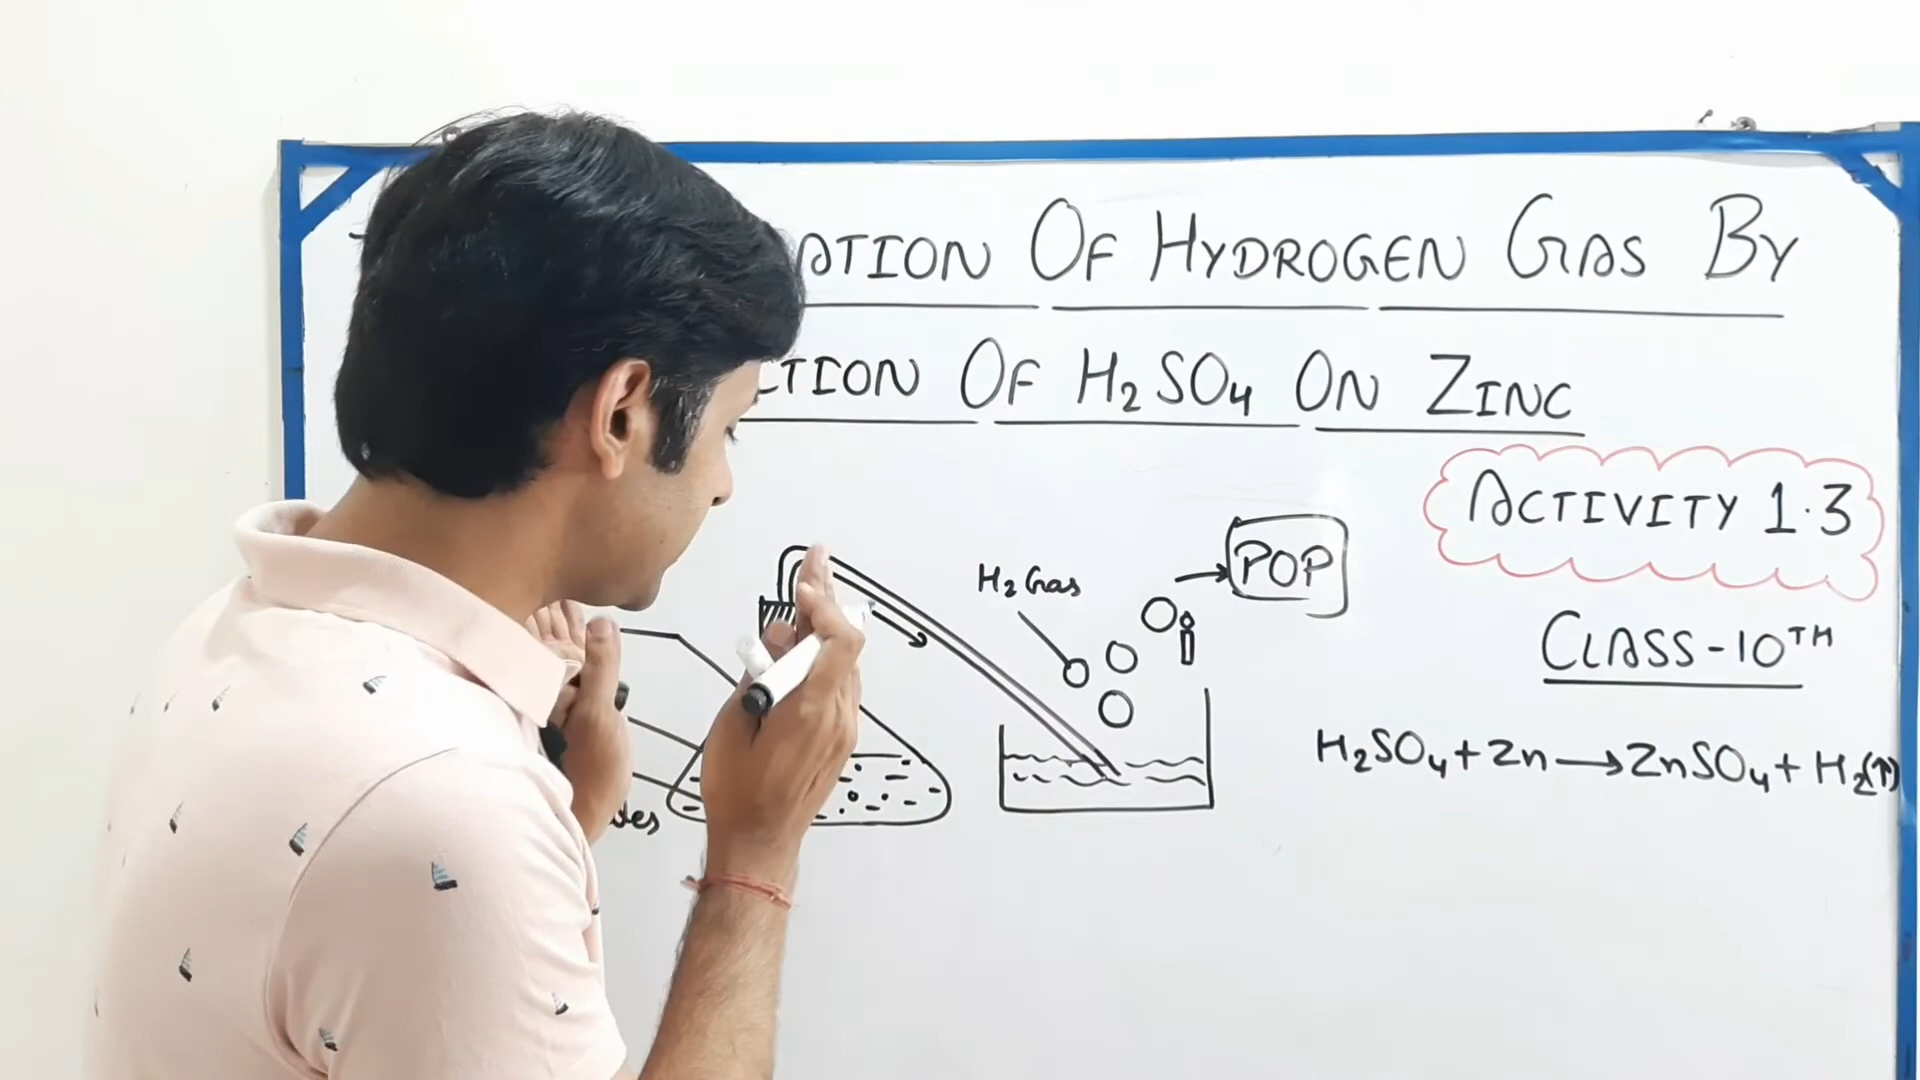 ATION OF HYDROGEN GAS BY
CTION OF H₂SO₄ ON ZINC
ACTIVITY 1.3
POP
H₂ Gas
CLASS-10TH
H₂SO₄ + Zn → ZnSO₄ + H₂(↑)